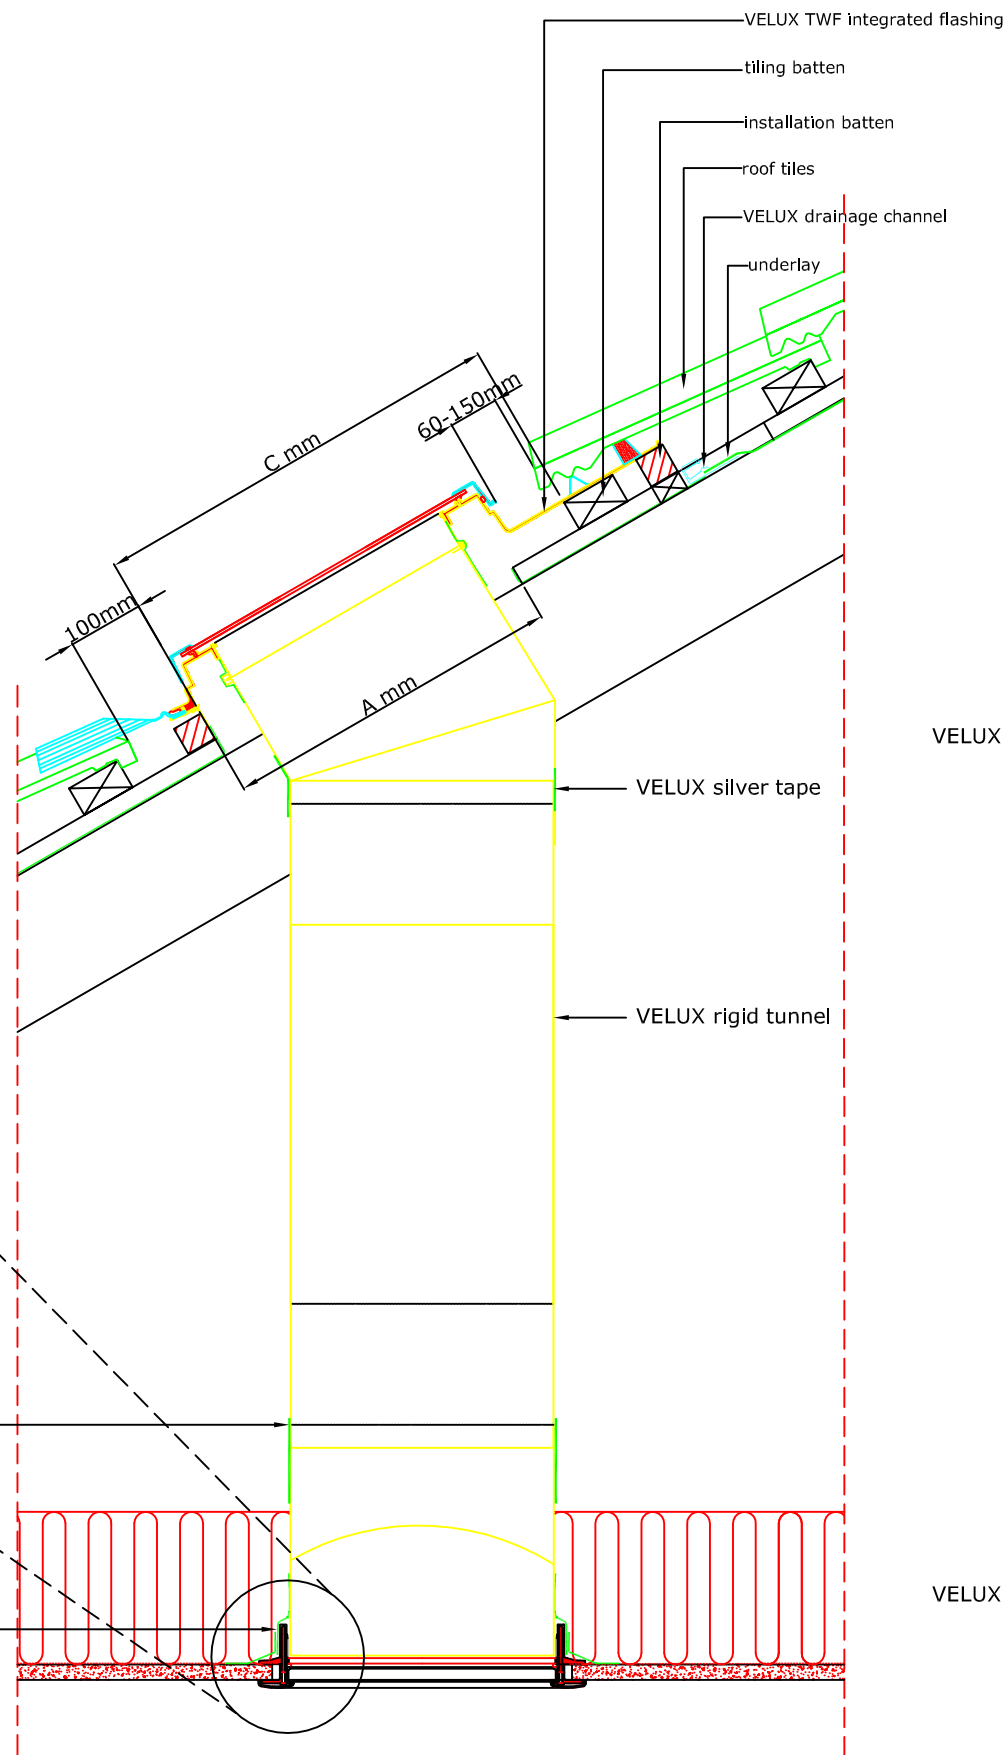 VELUX TWF integrated flashing
tiling batten
installation batten
roof tiles
VELUX drainage channel
underlay
60-150mm
C mm
100mm
A mm
VELUX
VELUX silver tape
VELUX rigid tunnel
VELUX